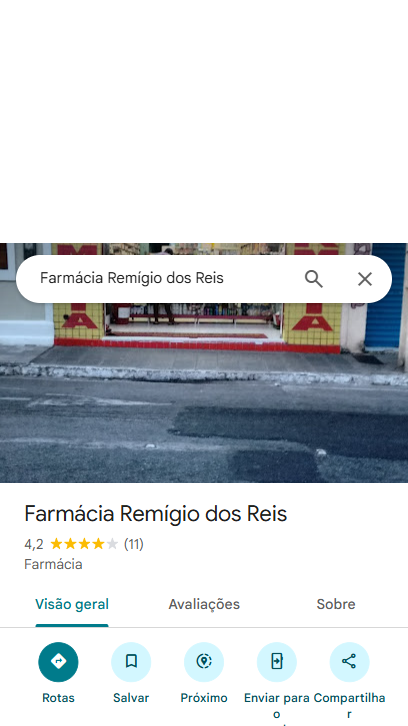 Farmácia Remígio dos Reis
Farmácia Remígio dos Reis
4,2 (11)
Farmácia
Visão geral Avaliações Sobre
Rotas Salvar Próximo Enviar para o Compartilhar